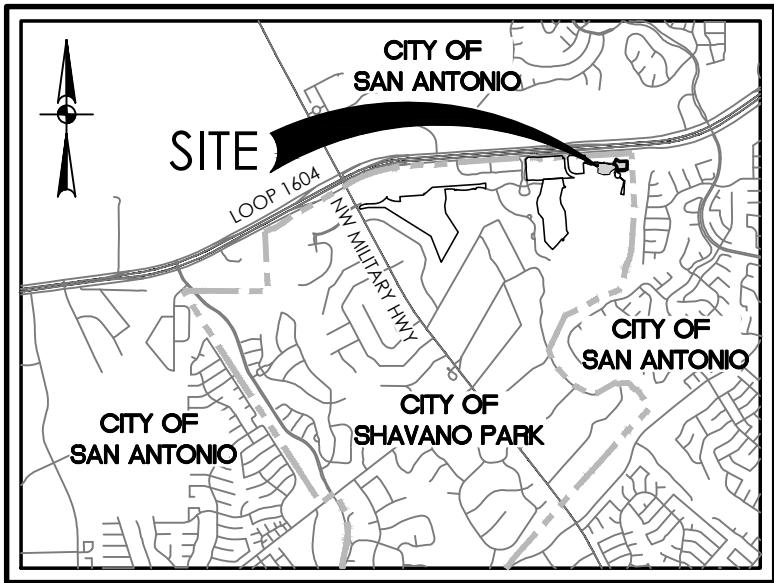 CITY OF
SAN ANTONIO
SITE
LOOP 1604
NW MILITARY HWY
CITY OF
SAN ANTONIO
CITY OF
SHAVANO PARK
CITY OF
SAN ANTONIO